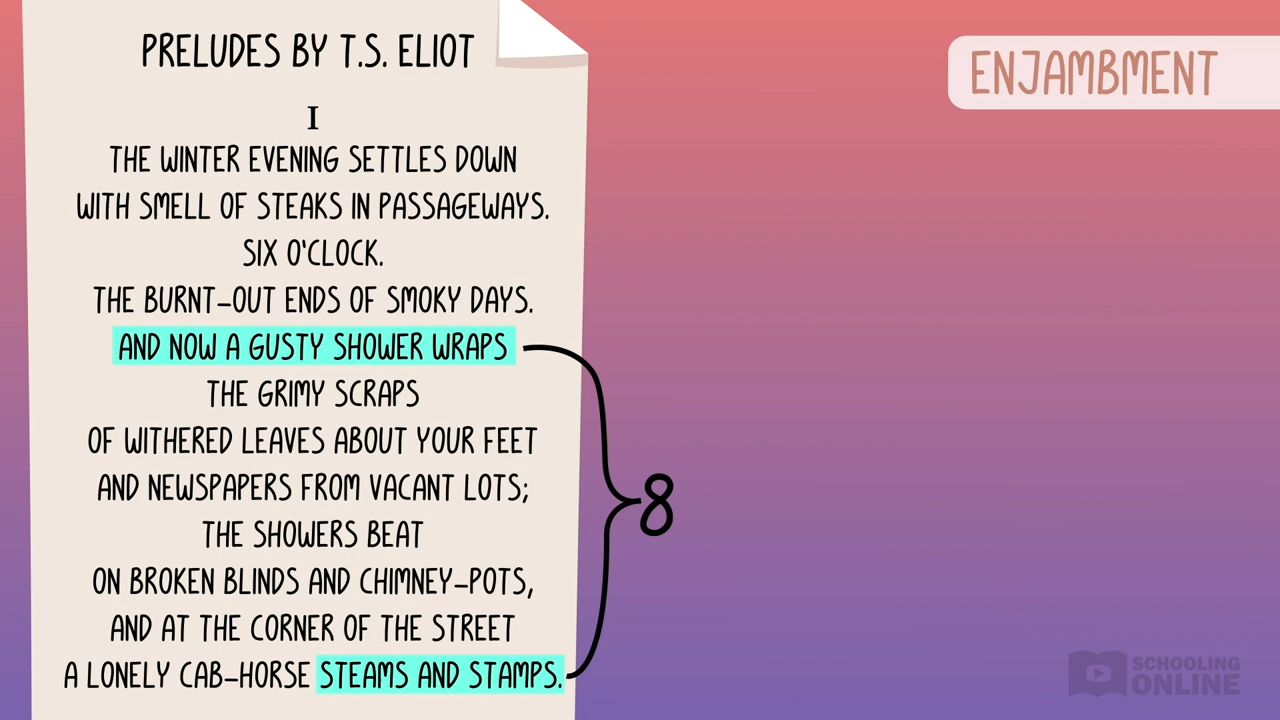 PRELUDES BY T.S. ELIOT
I
THE WINTER EVENING SETTLES DOWN
WITH SMELL OF STEAKS IN PASSAGEWAYS.
SIX O'CLOCK.
THE BURNT-OUT ENDS OF SMOKY DAYS.
AND NOW A GUSTY SHOWER WRAPS
THE GRIMY SCRAPS
OF WITHERED LEAVES ABOUT YOUR FEET
AND NEWSPAPERS FROM VACANT LOTS;
THE SHOWERS BEAT
ON BROKEN BLINDS AND CHIMNEY-POTS,
AND AT THE CORNER OF THE STREET
A LONELY CAB-HORSE STEAMS AND STAMPS.
8
ENJAMBMENT
SCHOOLING
ONLINE